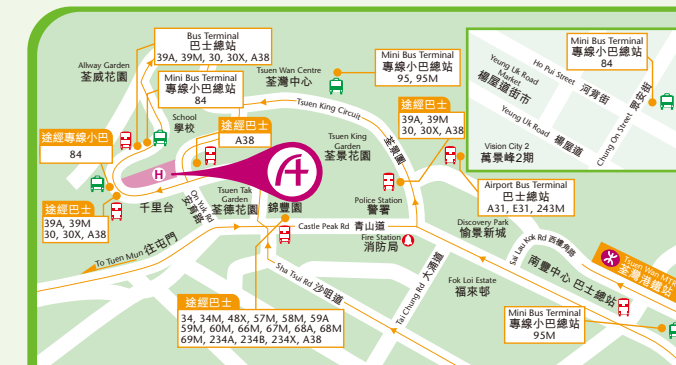 Bus Terminal
巴士總站
39A, 39M, 30, 30X, A38
Allway Garden
荃威花園
Mini Bus Terminal
專線小巴總站
84
School
學校
途經專線小巴
84
途經巴士
A38
Tsuen Wan Centre
荃灣中心
Mini Bus Terminal
專線小巴總站
95, 95M
Tsuen King Circuit
荃景圍
Tsuen King
Garden
荃景花園
途經巴士
39A, 39M
30, 30X, A38
Yeung Uk Road
Market
楊屋道街市
Ho Pui Street 河背街
Yeung Uk Road 楊屋道
Chung On Street 眾安街
Vision City 2
萬景峰2期
Mini Bus Terminal
專線小巴總站
84
Airport Bus Terminal
巴士總站
A31, E31, 243M
H
千里台
On Yuk Rd
安育路
Tsuen Tak
Garden
荃德花園
錦豐園
Police Station
警署
途經巴士
39A, 39M
30, 30X, A38
Castle Peak Rd 青山道
Fire Station
消防局
Discovery Park
愉景新城
Sai Lau Kok Rd 西樓角路
Tsuen Wan MTR
荃灣港鐵站
南豐中心 巴士總站
To Tuen Mun 往屯門
Sha Tsui Rd 沙咀道
Tai Chung Rd 大涌道
Fok Loi Estate
福來邨
途經巴士
34, 34M, 48X, 57M, 58M, 59A
59M, 60M, 66M, 67M, 68A, 68M
69M, 234A, 234B, 234X, A38
Mini Bus Terminal
專線小巴總站
95M